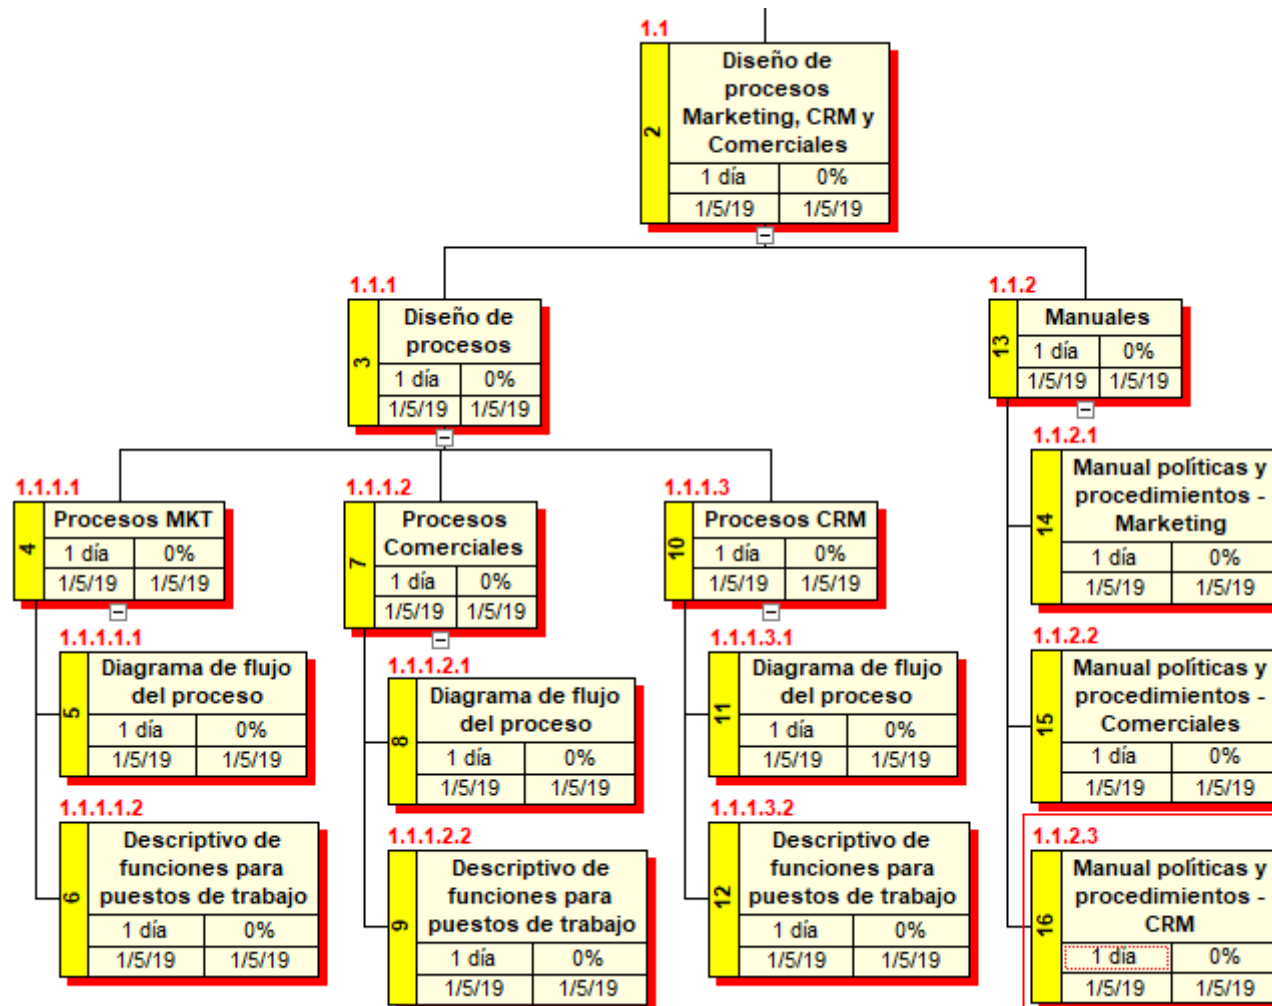 1.1
2
Diseño de
procesos
Marketing, CRM y
Comerciales
1 día 0%
1/5/19 1/5/19
1.1.1
3
Diseño de
procesos
1 día 0%
1/5/19 1/5/19
1.1.2
13
Manuales
1 día 0%
1/5/19 1/5/19
1.1.1.1
4
Procesos MKT
1 día 0%
1/5/19 1/5/19
1.1.1.1.1
5
Diagrama de flujo
del proceso
1 día 0%
1/5/19 1/5/19
1.1.1.1.2
6
Descriptivo de
funciones para
puestos de trabajo
1 día 0%
1/5/19 1/5/19
1.1.1.2
7
Procesos
Comerciales
1 día 0%
1/5/19 1/5/19
1.1.1.2.1
8
Diagrama de flujo
del proceso
1 día 0%
1/5/19 1/5/19
1.1.1.2.2
9
Descriptivo de
funciones para
puestos de trabajo
1 día 0%
1/5/19 1/5/19
1.1.1.3
10
Procesos CRM
1 día 0%
1/5/19 1/5/19
1.1.1.3.1
11
Diagrama de flujo
del proceso
1 día 0%
1/5/19 1/5/19
1.1.1.3.2
12
Descriptivo de
funciones para
puestos de trabajo
1 día 0%
1/5/19 1/5/19
1.1.2.1
14
Manual políticas y
procedimientos -
Marketing
1 día 0%
1/5/19 1/5/19
1.1.2.2
15
Manual políticas y
procedimientos -
Comerciales
1 día 0%
1/5/19 1/5/19
1.1.2.3
16
Manual políticas y
procedimientos -
CRM
1 día 0%
1/5/19 1/5/19